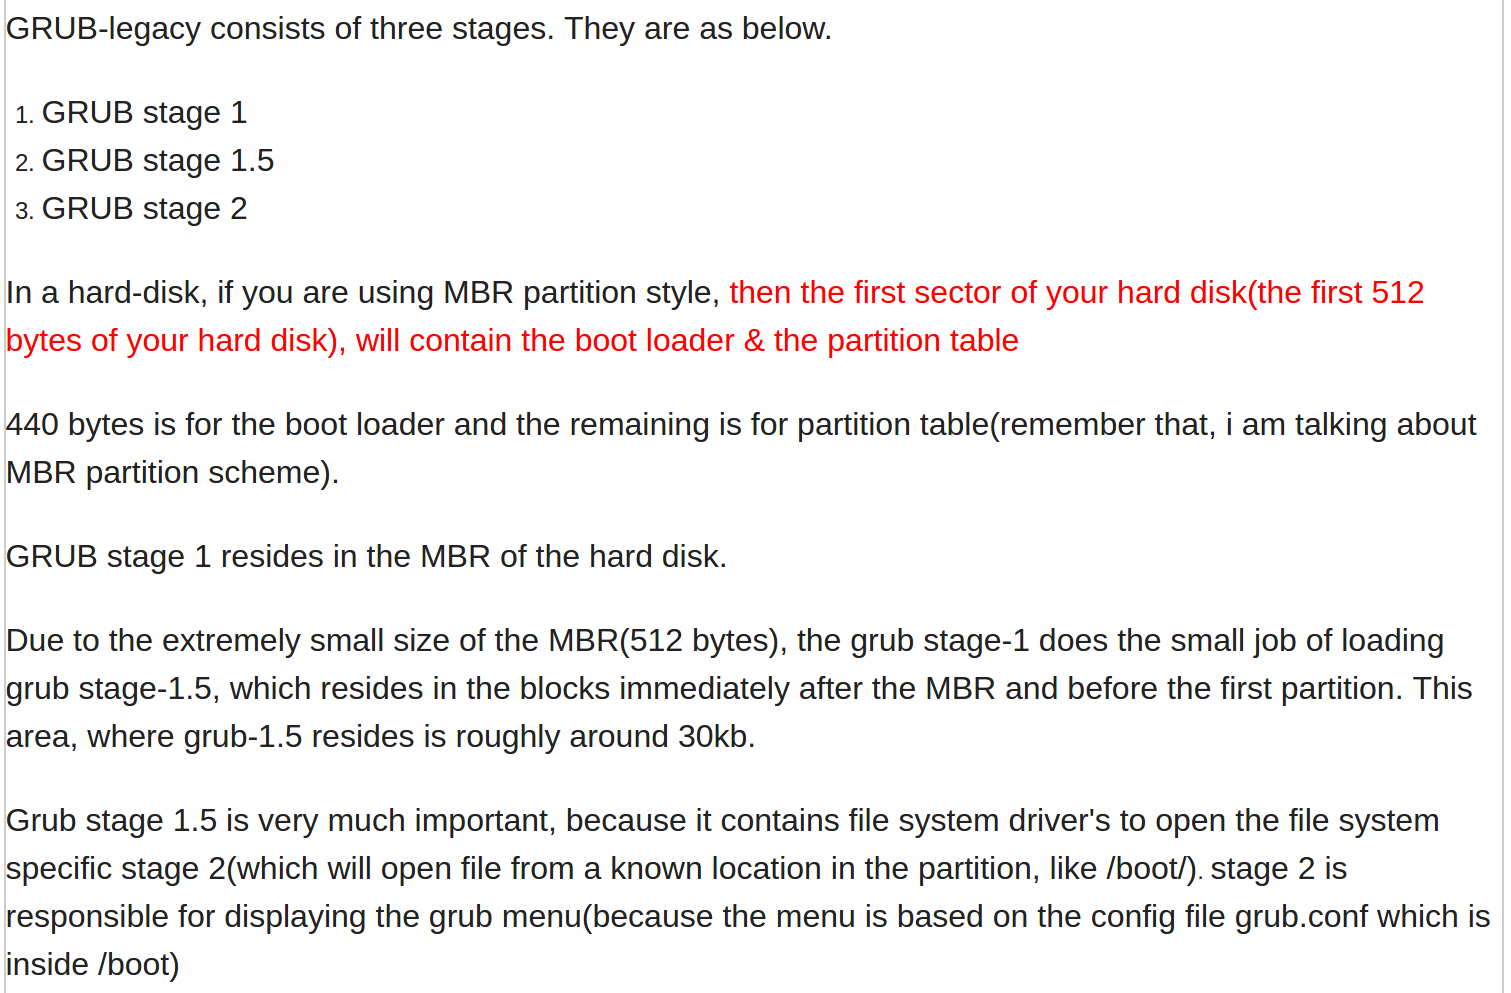 GRUB-legacy consists of three stages. They are as below.
1. GRUB stage 1
2. GRUB stage 1.5
3. GRUB stage 2
In a hard-disk, if you are using MBR partition style, then the first sector of your hard disk(the first 512
bytes of your hard disk), will contain the boot loader & the partition table
440 bytes is for the boot loader and the remaining is for partition table(remember that, i am talking about
MBR partition scheme).
GRUB stage 1 resides in the MBR of the hard disk.
Due to the extremely small size of the MBR(512 bytes), the grub stage-1 does the small job of loading
grub stage-1.5, which resides in the blocks immediately after the MBR and before the first partition. This
area, where grub-1.5 resides is roughly around 30kb.
Grub stage 1.5 is very much important, because it contains file system driver's to open the file system
specific stage 2(which will open file from a known location in the partition, like /boot/). stage 2 is
responsible for displaying the grub menu(because the menu is based on the config file grub.conf which is
inside /boot)